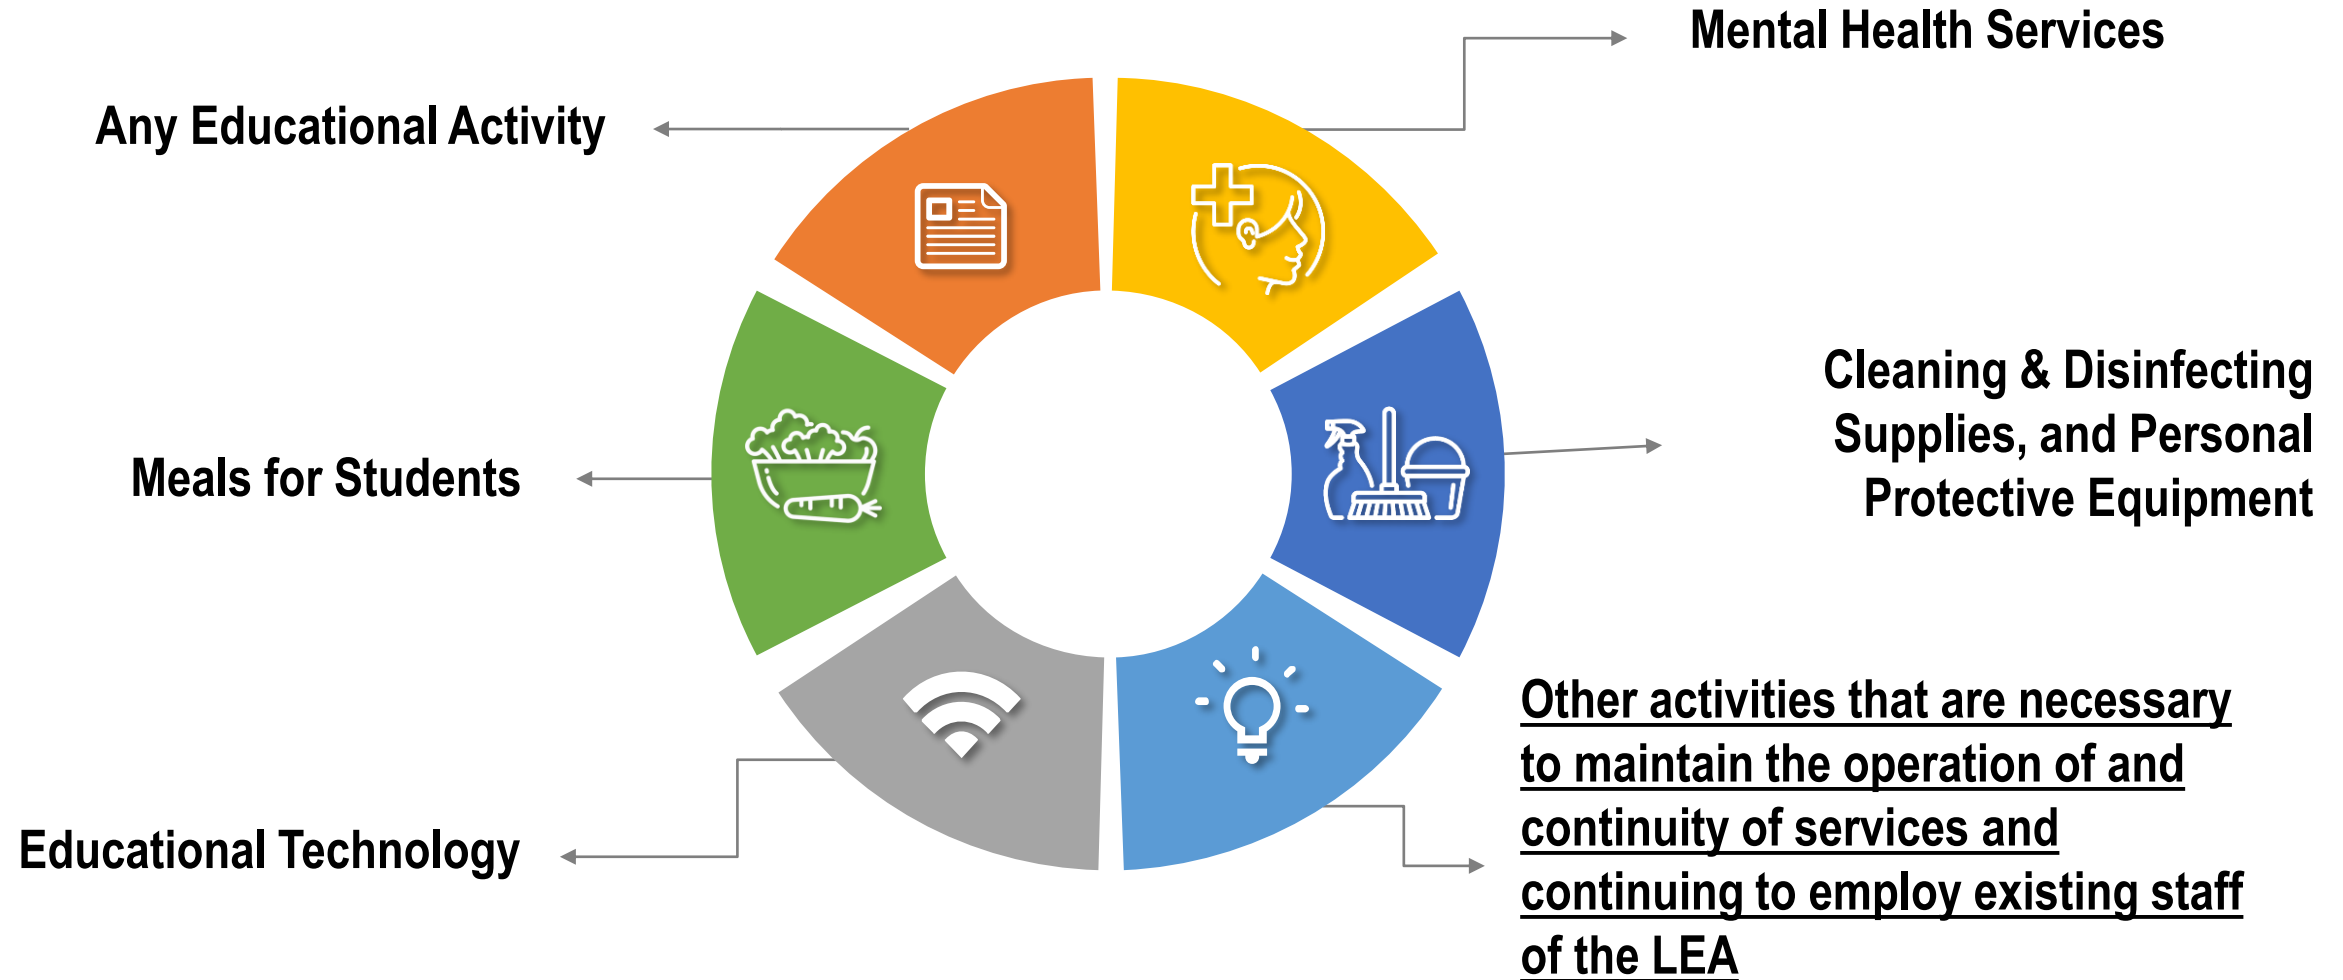 Mental Health Services
Any Educational Activity
Cleaning & Disinfecting
Supplies, and Personal
Protective Equipment
Meals for Students
Other activities that are necessary
to maintain the operation of and
continuity of services and
continuing to employ existing staff
of the LEA
Educational Technology